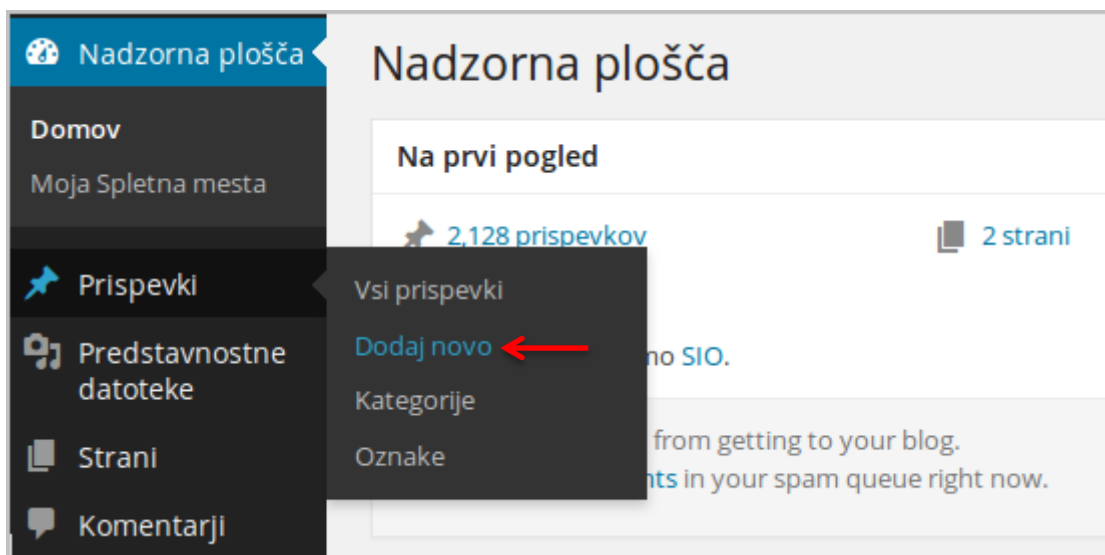 Nadzorna plošča
Domov
Moja Spletna mesta
Prispevki
Predstavnostne
datoteke
Strani
Komentarji
Vsi prispevki
Dodaj novo
Kategorije
Oznake
Nadzorna plošča
Na prvi pogled
2,128 prispevkov
2 strani
SIO.
from getting to your blog.
in your spam queue right now.